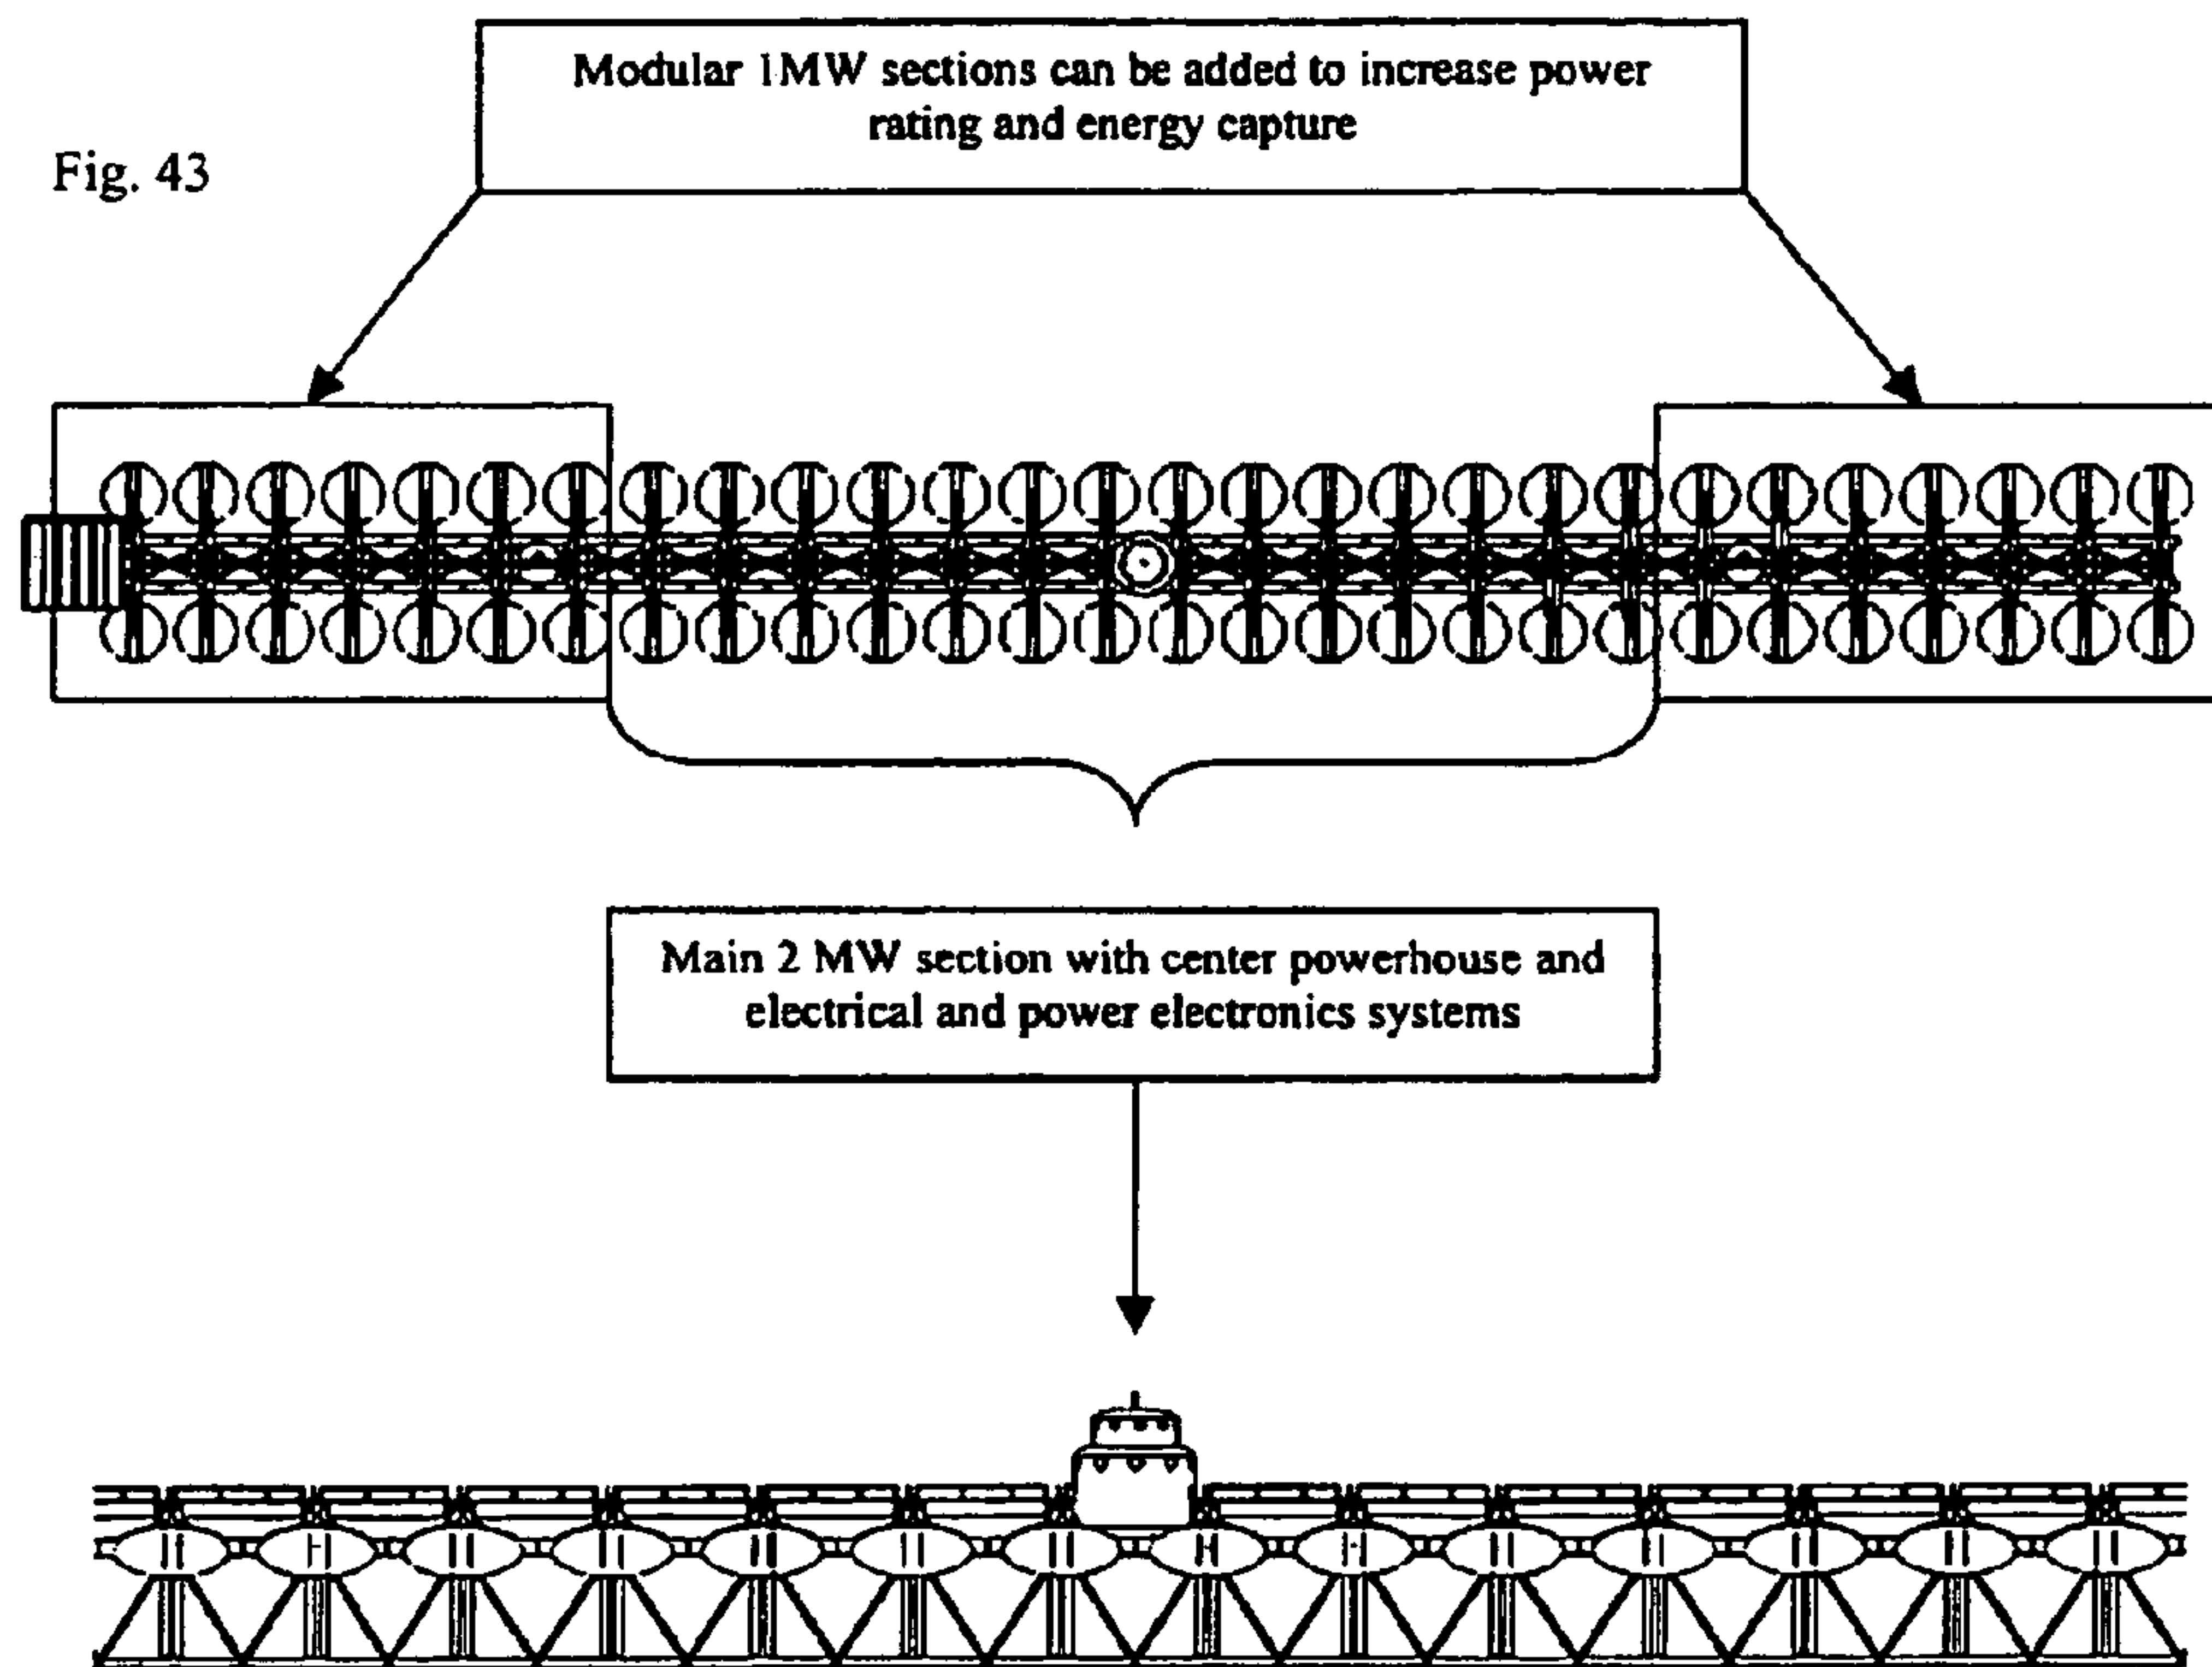 Modular 1MW sections can be added to increase power
rating and energy capture
Fig. 43
Main 2 MW section with center powerhouse and
electrical and power electronics systems